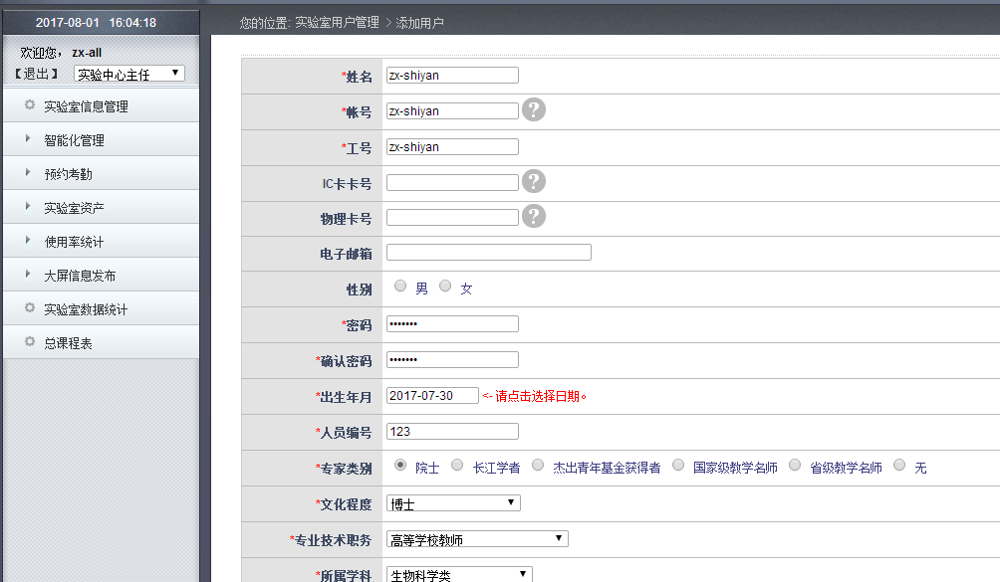 2017-08-01 16:04:18
欢迎您， zx-all
【退出】 实验中心主任
实验室信息管理
智能化管理
预约考勤
实验室资产
使用率统计
大屏信息发布
实验室数据统计
总课程表
您的位置: 实验室用户管理 > 添加用户
*姓名 zx-shiyan
*帐号 zx-shiyan ?
*工号 zx-shiyan
IC卡卡号 ?
物理卡号 ?
电子邮箱
性别 男 女
*密码 •••••••
*确认密码 •••••••
*出生年月 2017-07-30 <- 请点击选择日期。
*人员编号 123
*专家类别 院士 长江学者 杰出青年基金获得者 国家级教学名师 省级教学名师 无
*文化程度 博士
*专业技术职务 高等学校教师
*所属学科 生物科学类